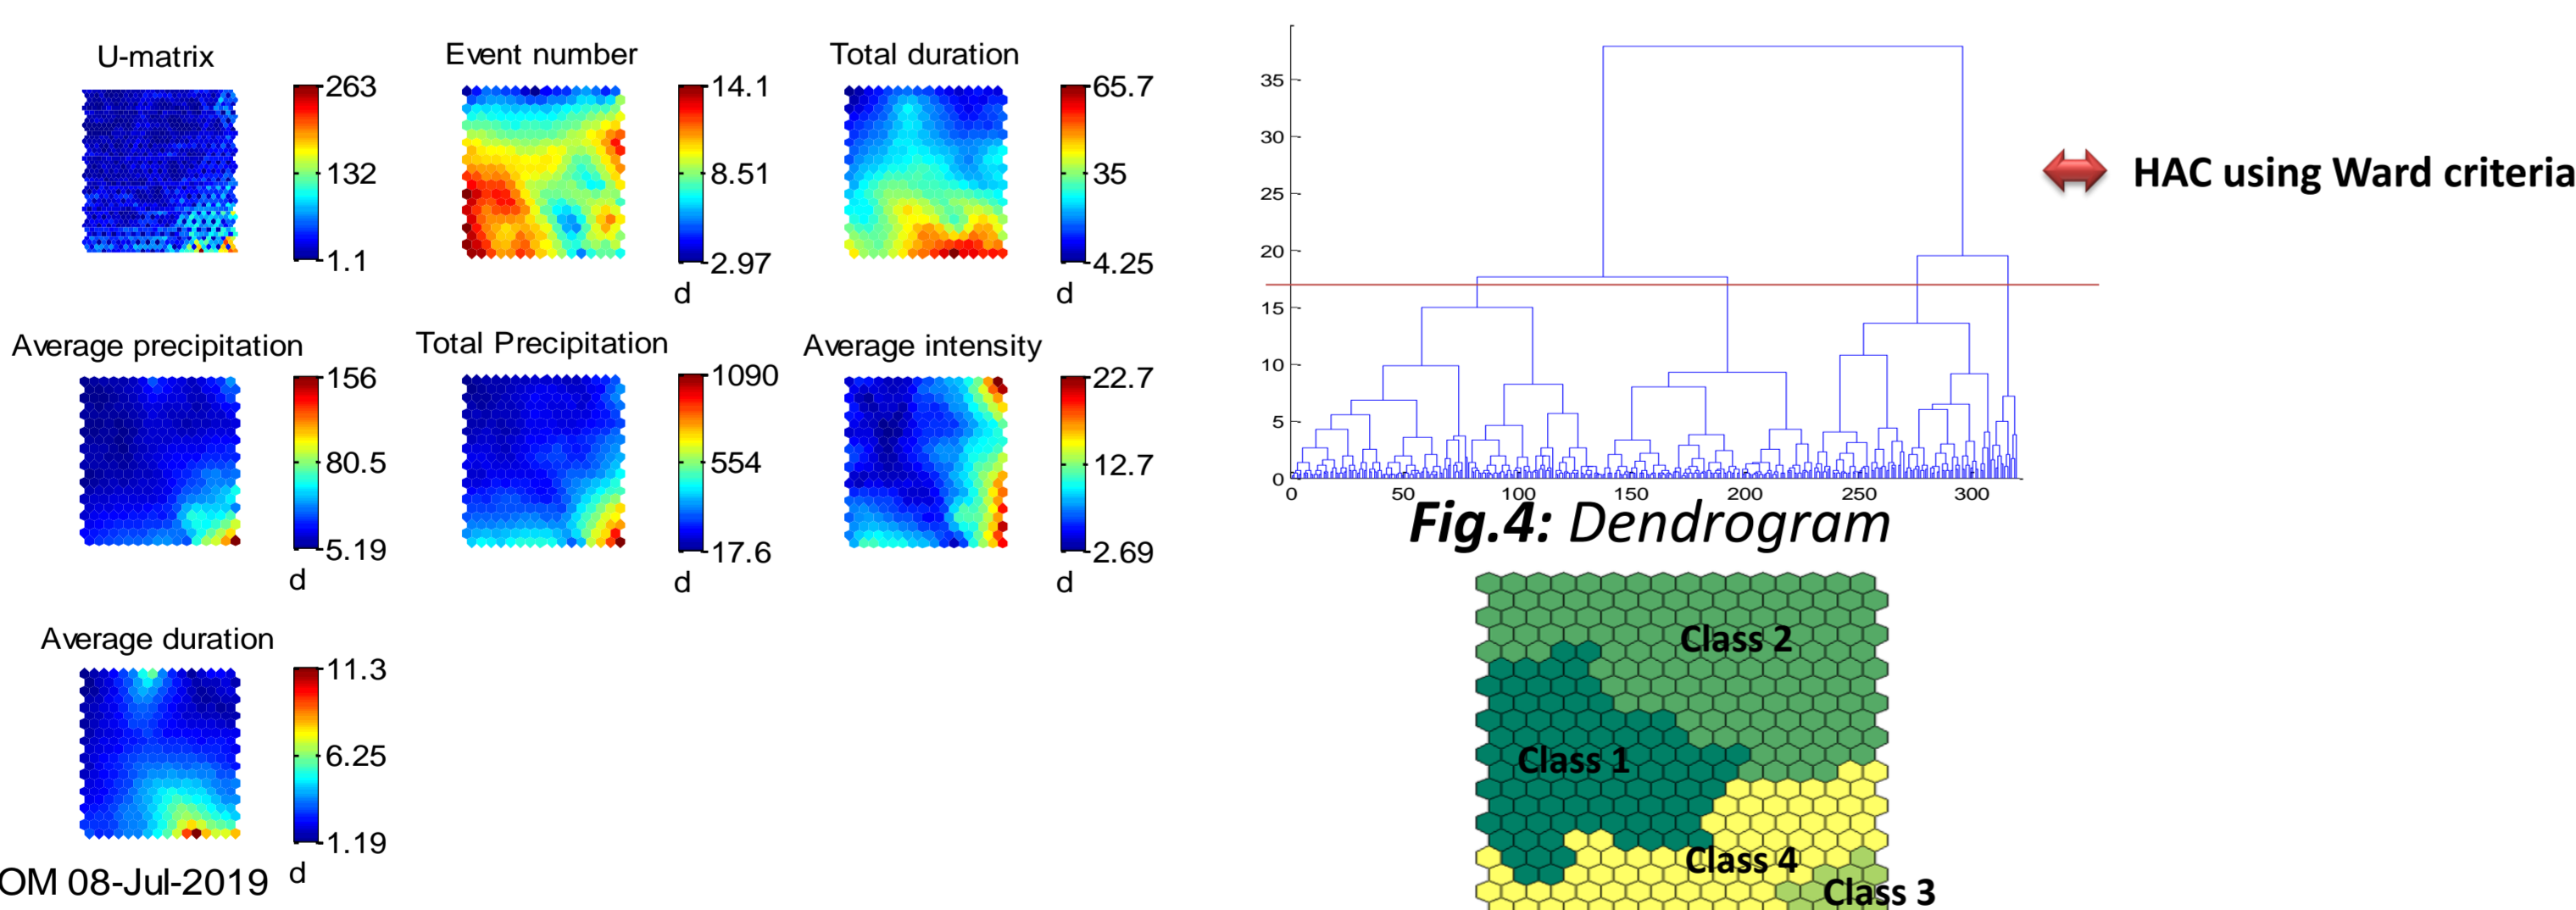 U-matrix
263
132
1.1
Event number
14.1
8.51
2.97
d
Total duration
65.7
35
4.25
d
Average precipitation
156
80.5
5.19
d
Total Precipitation
1090
554
17.6
d
Average intensity
22.7
12.7
2.69
d
Average duration
11.3
6.25
1.19
d
OM 08-Jul-2019
35
30
25
20
15
10
5
0
0 50 100 150 200 250 300
HAC using Ward criteria
Fig.4: Dendrogram
Class 2
Class 1
Class 4
Class 3